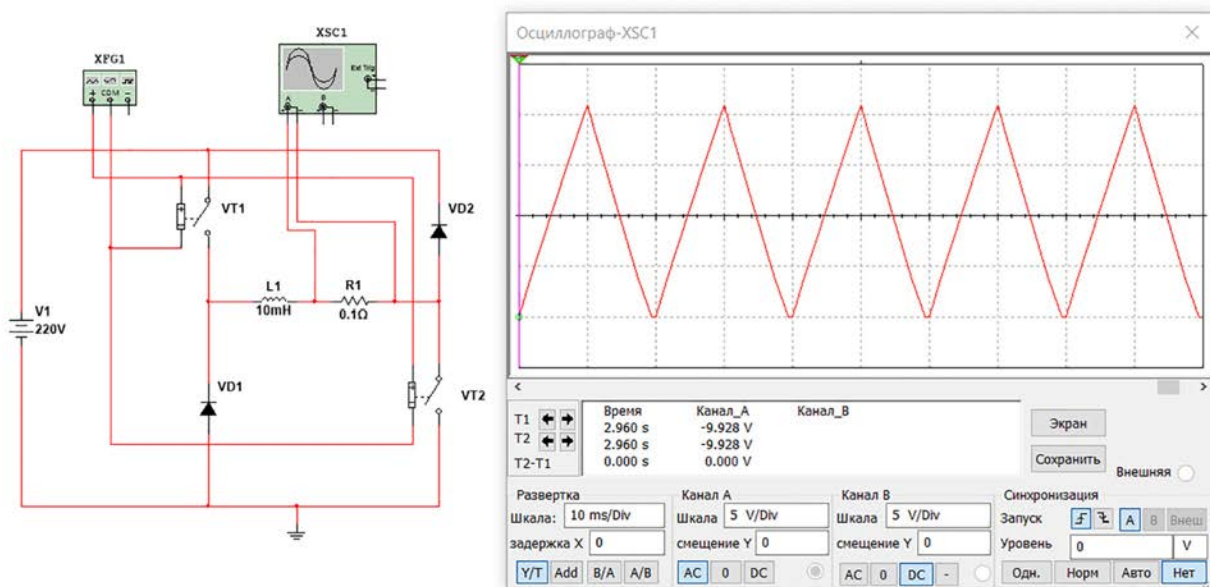 XFG1
COM
XSC1
Ext Trig
A
B
VT1
VD2
L1
10mH
R1
0.1Ω
V1
220V
VD1
VT2
Осциллограф-XSC1
Время Канал_A Канал_B
T1 2.960 s -9.928 V
T2 2.960 s -9.928 V
T2-T1 0.000 s 0.000 V
Экран
Сохранить
Внешняя
Развертка
Шкала: 10 ms/Div
задержка X 0
Y/T Add B/A A/B
Канал A
Шкала 5 V/Div
смещение Y 0
AC 0 DC
Канал B
Шкала 5 V/Div
смещение Y 0
AC 0 DC -
Синхронизация
Запуск A B Внеш
Уровень 0 V
Одн. Норм Авто Нет